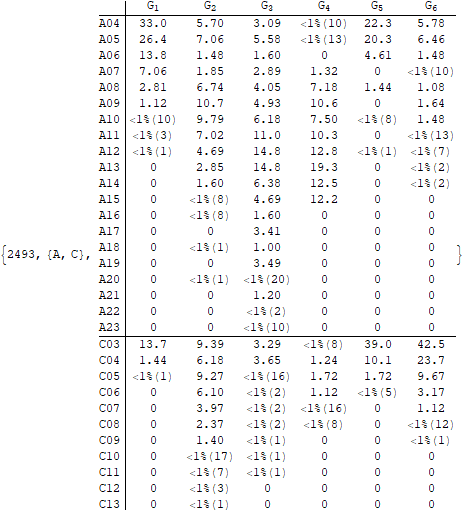 G1 G2 G3 G4 G5 G6
A04 33.0 5.70 3.09 <1%(10) 22.3 5.78
A05 26.4 7.06 5.58 <1%(13) 20.3 6.46
A06 13.8 1.48 1.60 0 4.61 1.48
A07 7.06 1.85 2.89 1.32 0 <1%(10)
A08 2.81 6.74 4.05 7.18 1.44 1.08
A09 1.12 10.7 4.93 10.6 0 1.64
A10 <1%(10) 9.79 6.18 7.50 <1%(8) 1.48
A11 <1%(3) 7.02 11.0 10.3 0 <1%(13)
A12 <1%(1) 4.69 14.8 12.8 <1%(1) <1%(7)
A13 0 2.85 14.8 19.3 0 <1%(2)
A14 0 1.60 6.38 12.5 0 <1%(2)
A15 0 <1%(8) 4.69 12.2 0 0
A16 0 <1%(8) 1.60 0 0 0
A17 0 0 3.41 0 0 0
{2493, {A, C}, A18 0 <1%(1) 1.00 0 0 0 }
A19 0 0 3.49 0 0 0
A20 0 <1%(1) <1%(20) 0 0 0
A21 0 0 1.20 0 0 0
A22 0 0 <1%(2) 0 0 0
A23 0 0 <1%(10) 0 0 0
C03 13.7 9.39 3.29 <1%(8) 39.0 42.5
C04 1.44 6.18 3.65 1.24 10.1 23.7
C05 <1%(1) 9.27 <1%(16) 1.72 1.72 9.67
C06 0 6.10 <1%(2) 1.12 <1%(5) 3.17
C07 0 3.97 <1%(2) <1%(16) 0 1.12
C08 0 2.37 <1%(2) <1%(8) 0 <1%(12)
C09 0 1.40 <1%(1) 0 0 <1%(1)
C10 0 <1%(17) <1%(1) 0 0 0
C11 0 <1%(7) <1%(1) 0 0 0
C12 0 <1%(3) 0 0 0 0
C13 0 <1%(1) 0 0 0 0